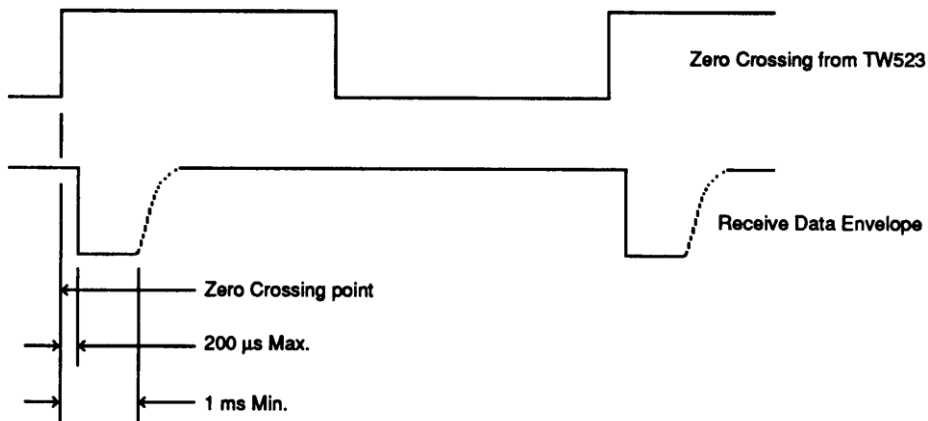 Zero Crossing from TW523
Receive Data Envelope
Zero Crossing point
200 µs Max.
1 ms Min.